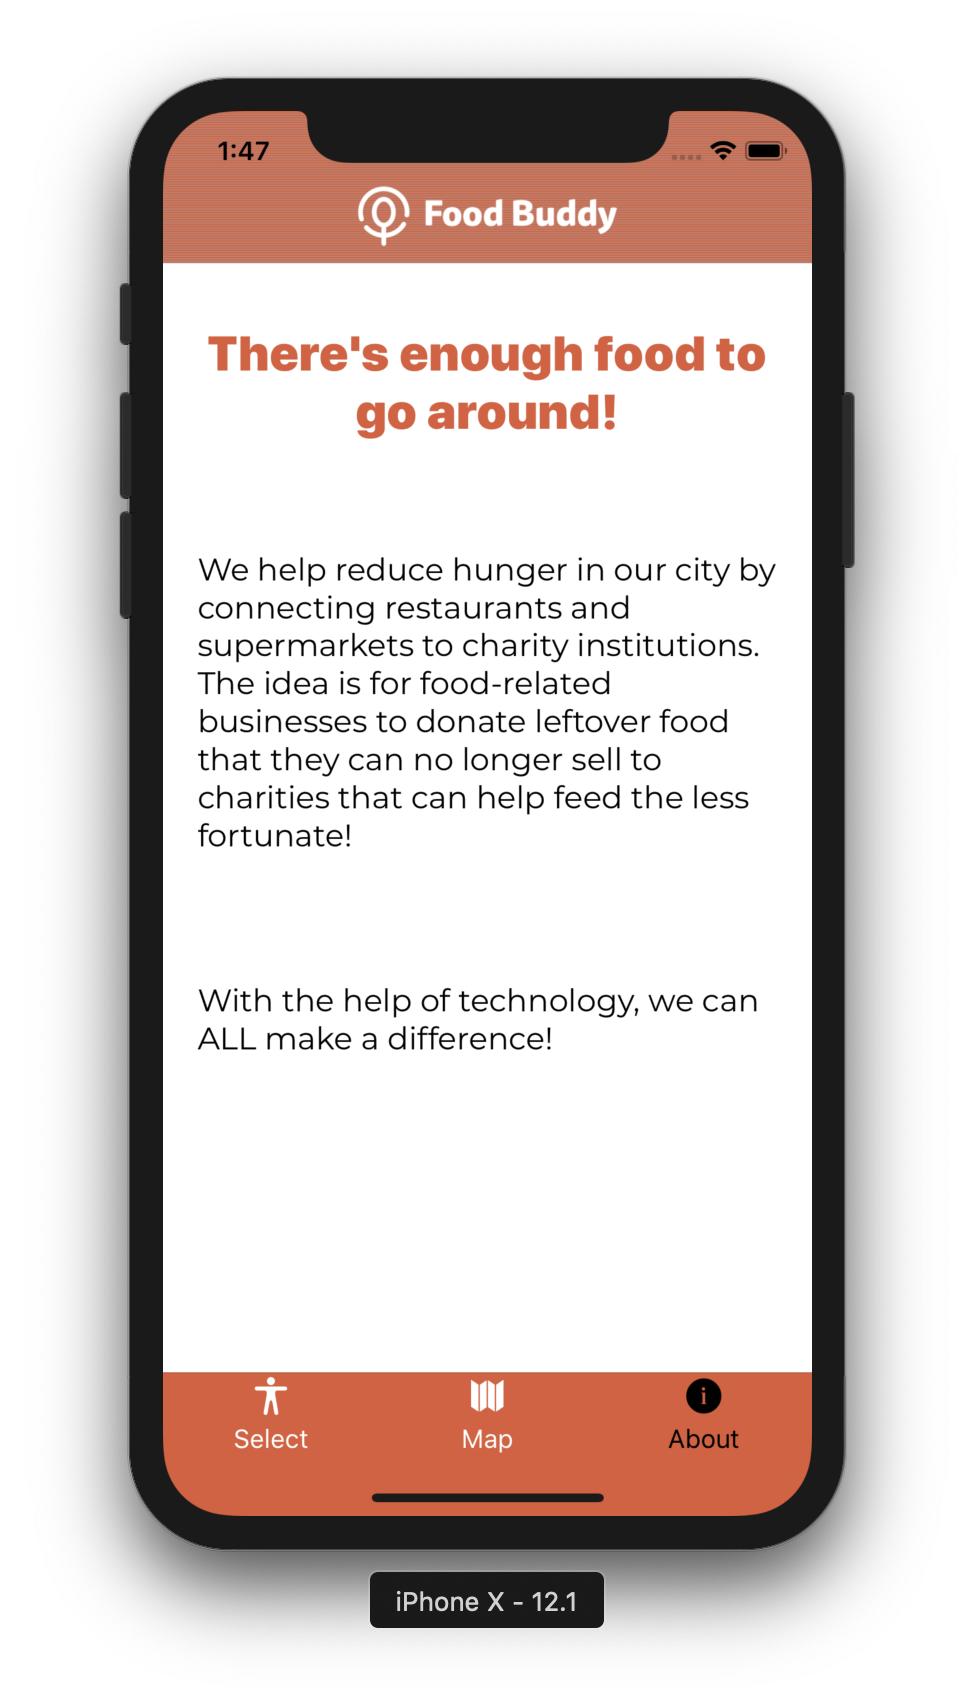 1:47
Food Buddy
There's enough food to
go around!
We help reduce hunger in our city by
connecting restaurants and
supermarkets to charity institutions.
The idea is for food-related
businesses to donate leftover food
that they can no longer sell to
charities that can help feed the less
fortunate!
With the help of technology, we can
ALL make a difference!
Select
Map
i
About
iPhone X - 12.1